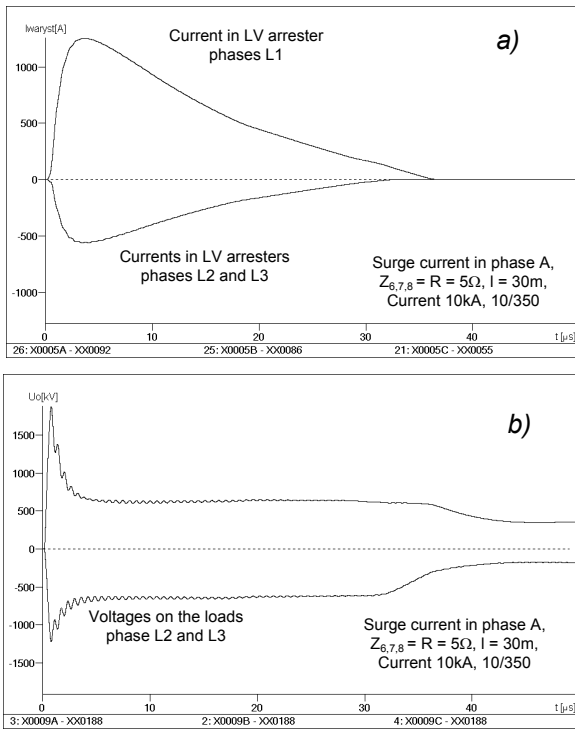 Iwaryst[A]
Current in LV arrester
phases L1
a)
1000
500
0
-500
-1000
Currents in LV arresters
phases L2 and L3
Surge current in phase A,
Z6,7,8 = R = 5Ω, l = 30m,
Current 10kA, 10/350
0 10 20 30 40 t [µs]
26: X0005A - XX0092 25: X0005B - XX0086 21: X0005C - XX0055
Uo[kV]
b)
1500
1000
500
0
-500
-1000
-1500
Voltages on the loads
phase L2 and L3
Surge current in phase A,
Z6,7,8 = R = 5Ω, l = 30m,
Current 10kA, 10/350
0 10 20 30 40 t [µs]
3: X0009A - XX0188 2: X0009B - XX0188 4: X0009C - XX0188